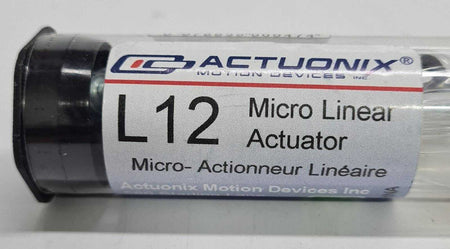 ACTUONIX®
MOTION DEVICES INC
L12 Micro Linear
Actuator
Micro- Actionneur Linéaire
Actuonix Motion Devices Inc